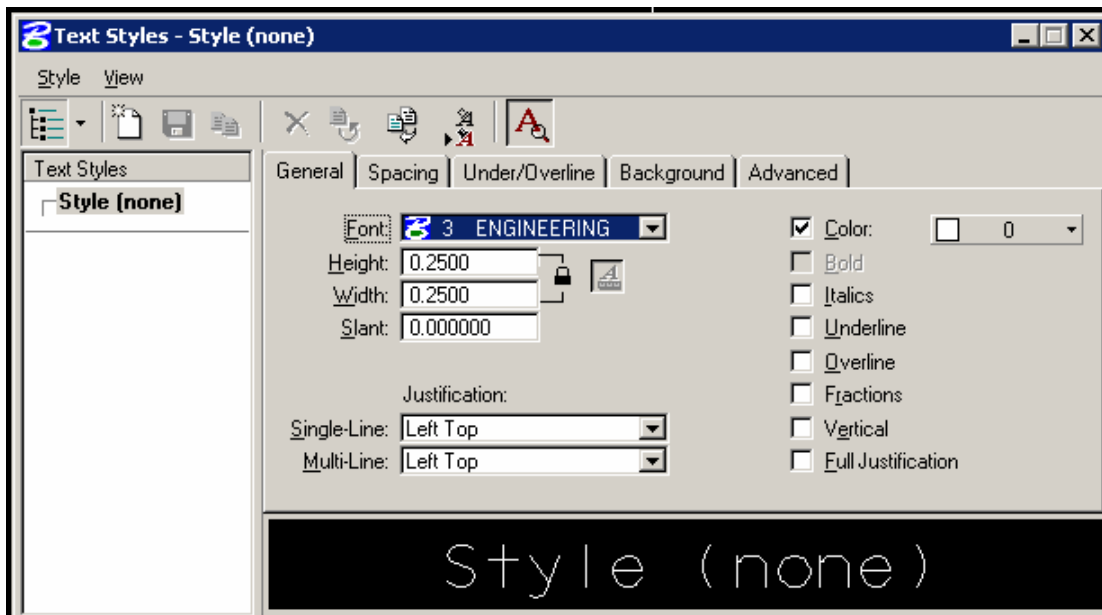 Text Styles - Style (none)
Style View
Text Styles
Style (none)
General Spacing Under/Overline Background Advanced
Font: 3 ENGINEERING
Height: 0.2500
Width: 0.2500
Slant: 0.000000
Justification:
Single-Line: Left Top
Multi-Line: Left Top
Color: 0
Bold
Italics
Underline
Overline
Fractions
Vertical
Full Justification
Style (none)